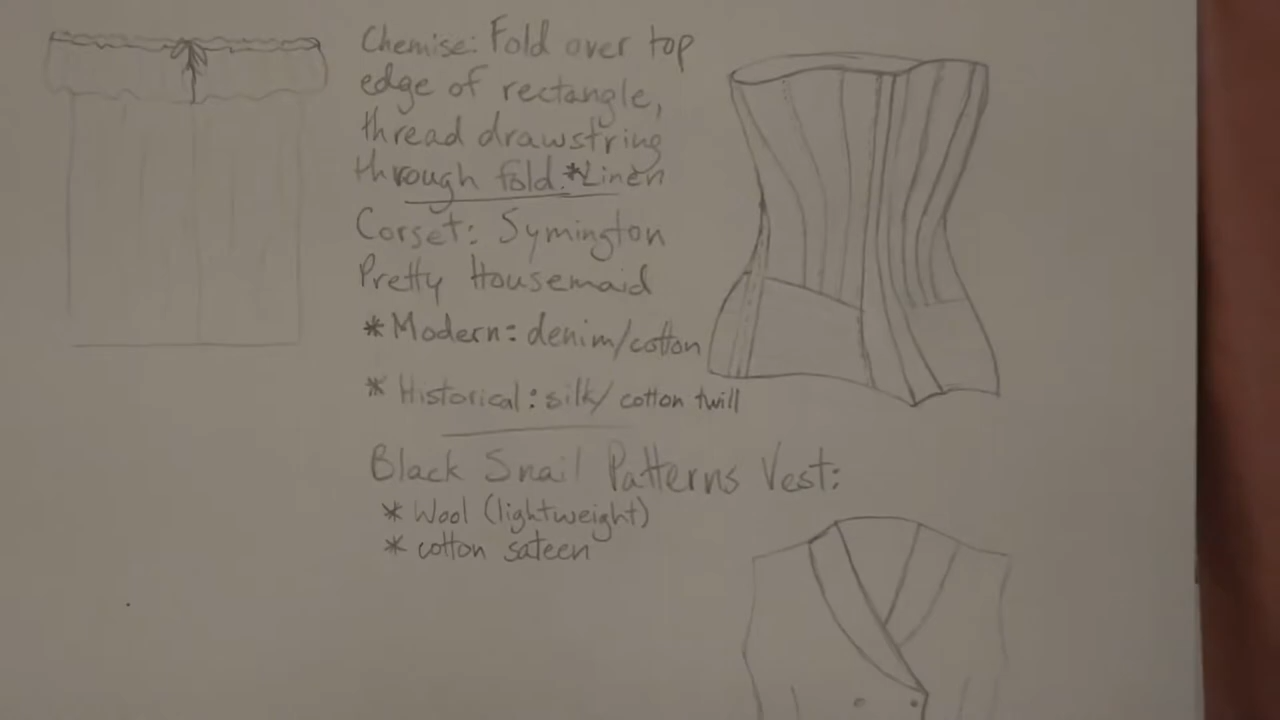 Chemise: Fold over top
edge of rectangle,
thread drawstring
through fold. *Linen
Corset: Symington
Pretty Housemaid
* Modern: denim/cotton
* Historical: silk/ cotton twill
Black Snail Patterns Vest:
* Wool (lightweight)
* cotton sateen